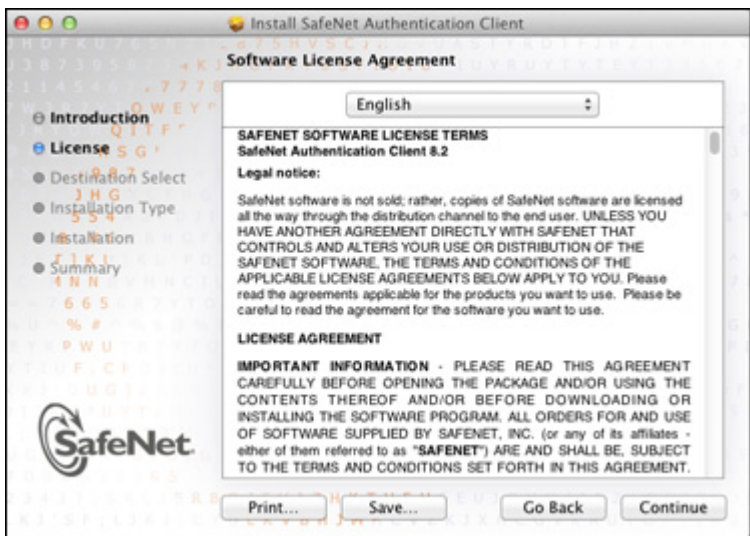 Install SafeNet Authentication Client
Software License Agreement
Introduction
License
Destination Select
Installation Type
Installation
Summary
English
SAFENET SOFTWARE LICENSE TERMS
SafeNet Authentication Client 8.2
Legal notice:
SafeNet software is not sold; rather, copies of SafeNet software are licensed
all the way through the distribution channel to the end user. UNLESS YOU
HAVE ANOTHER AGREEMENT DIRECTLY WITH SAFENET THAT
CONTROLS AND ALTERS YOUR USE OR DISTRIBUTION OF THE
SAFENET SOFTWARE, THE TERMS AND CONDITIONS OF THE
APPLICABLE LICENSE AGREEMENTS BELOW APPLY TO YOU. Please
read the agreements applicable for the products you want to use. Please be
careful to read the agreement for the software you want to use.
LICENSE AGREEMENT
IMPORTANT INFORMATION - PLEASE READ THIS AGREEMENT
CAREFULLY BEFORE OPENING THE PACKAGE AND/OR USING THE
CONTENTS THEREOF AND/OR BEFORE DOWNLOADING OR
INSTALLING THE SOFTWARE PROGRAM. ALL ORDERS FOR AND USE
OF SOFTWARE SUPPLIED BY SAFENET, INC. (or any of its affiliates -
either of them referred to as "SAFENET") ARE AND SHALL BE, SUBJECT
TO THE TERMS AND CONDITIONS SET FORTH IN THIS AGREEMENT.
SafeNet.
Print...
Save...
Go Back
Continue